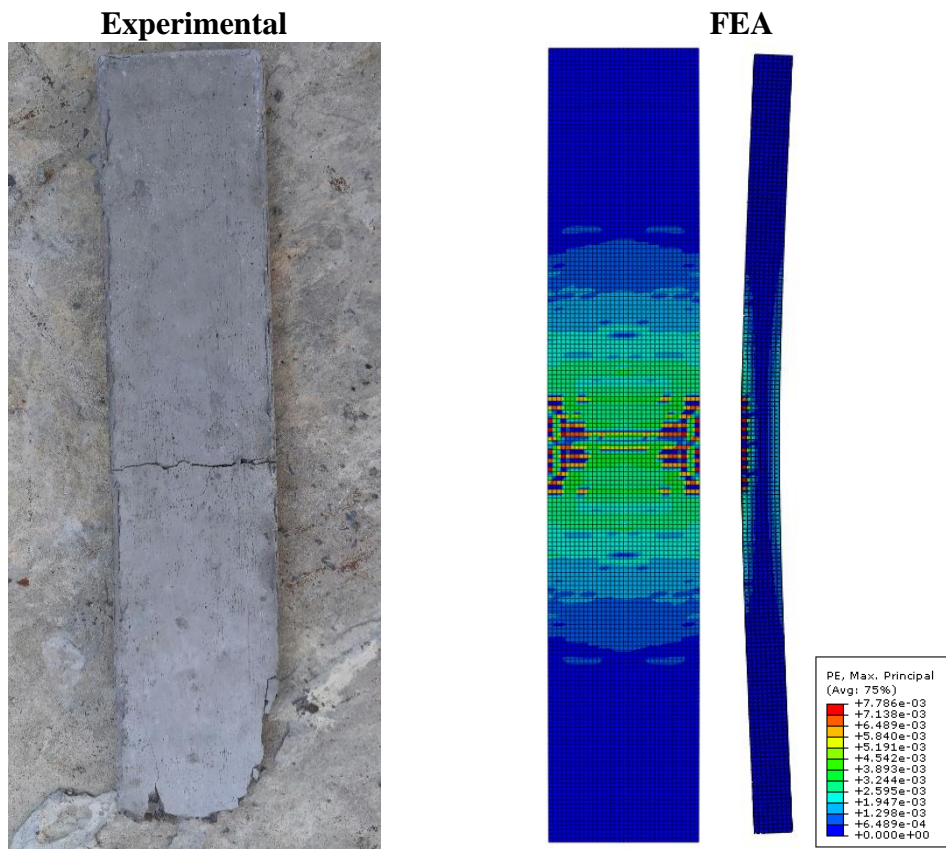 Experimental
FEA
PE, Max. Principal
(Avg: 75%)
+7.786e-03
+7.138e-03
+6.489e-03
+5.840e-03
+5.191e-03
+4.542e-03
+3.893e-03
+3.244e-03
+2.595e-03
+1.947e-03
+1.298e-03
+6.489e-04
+0.000e+00